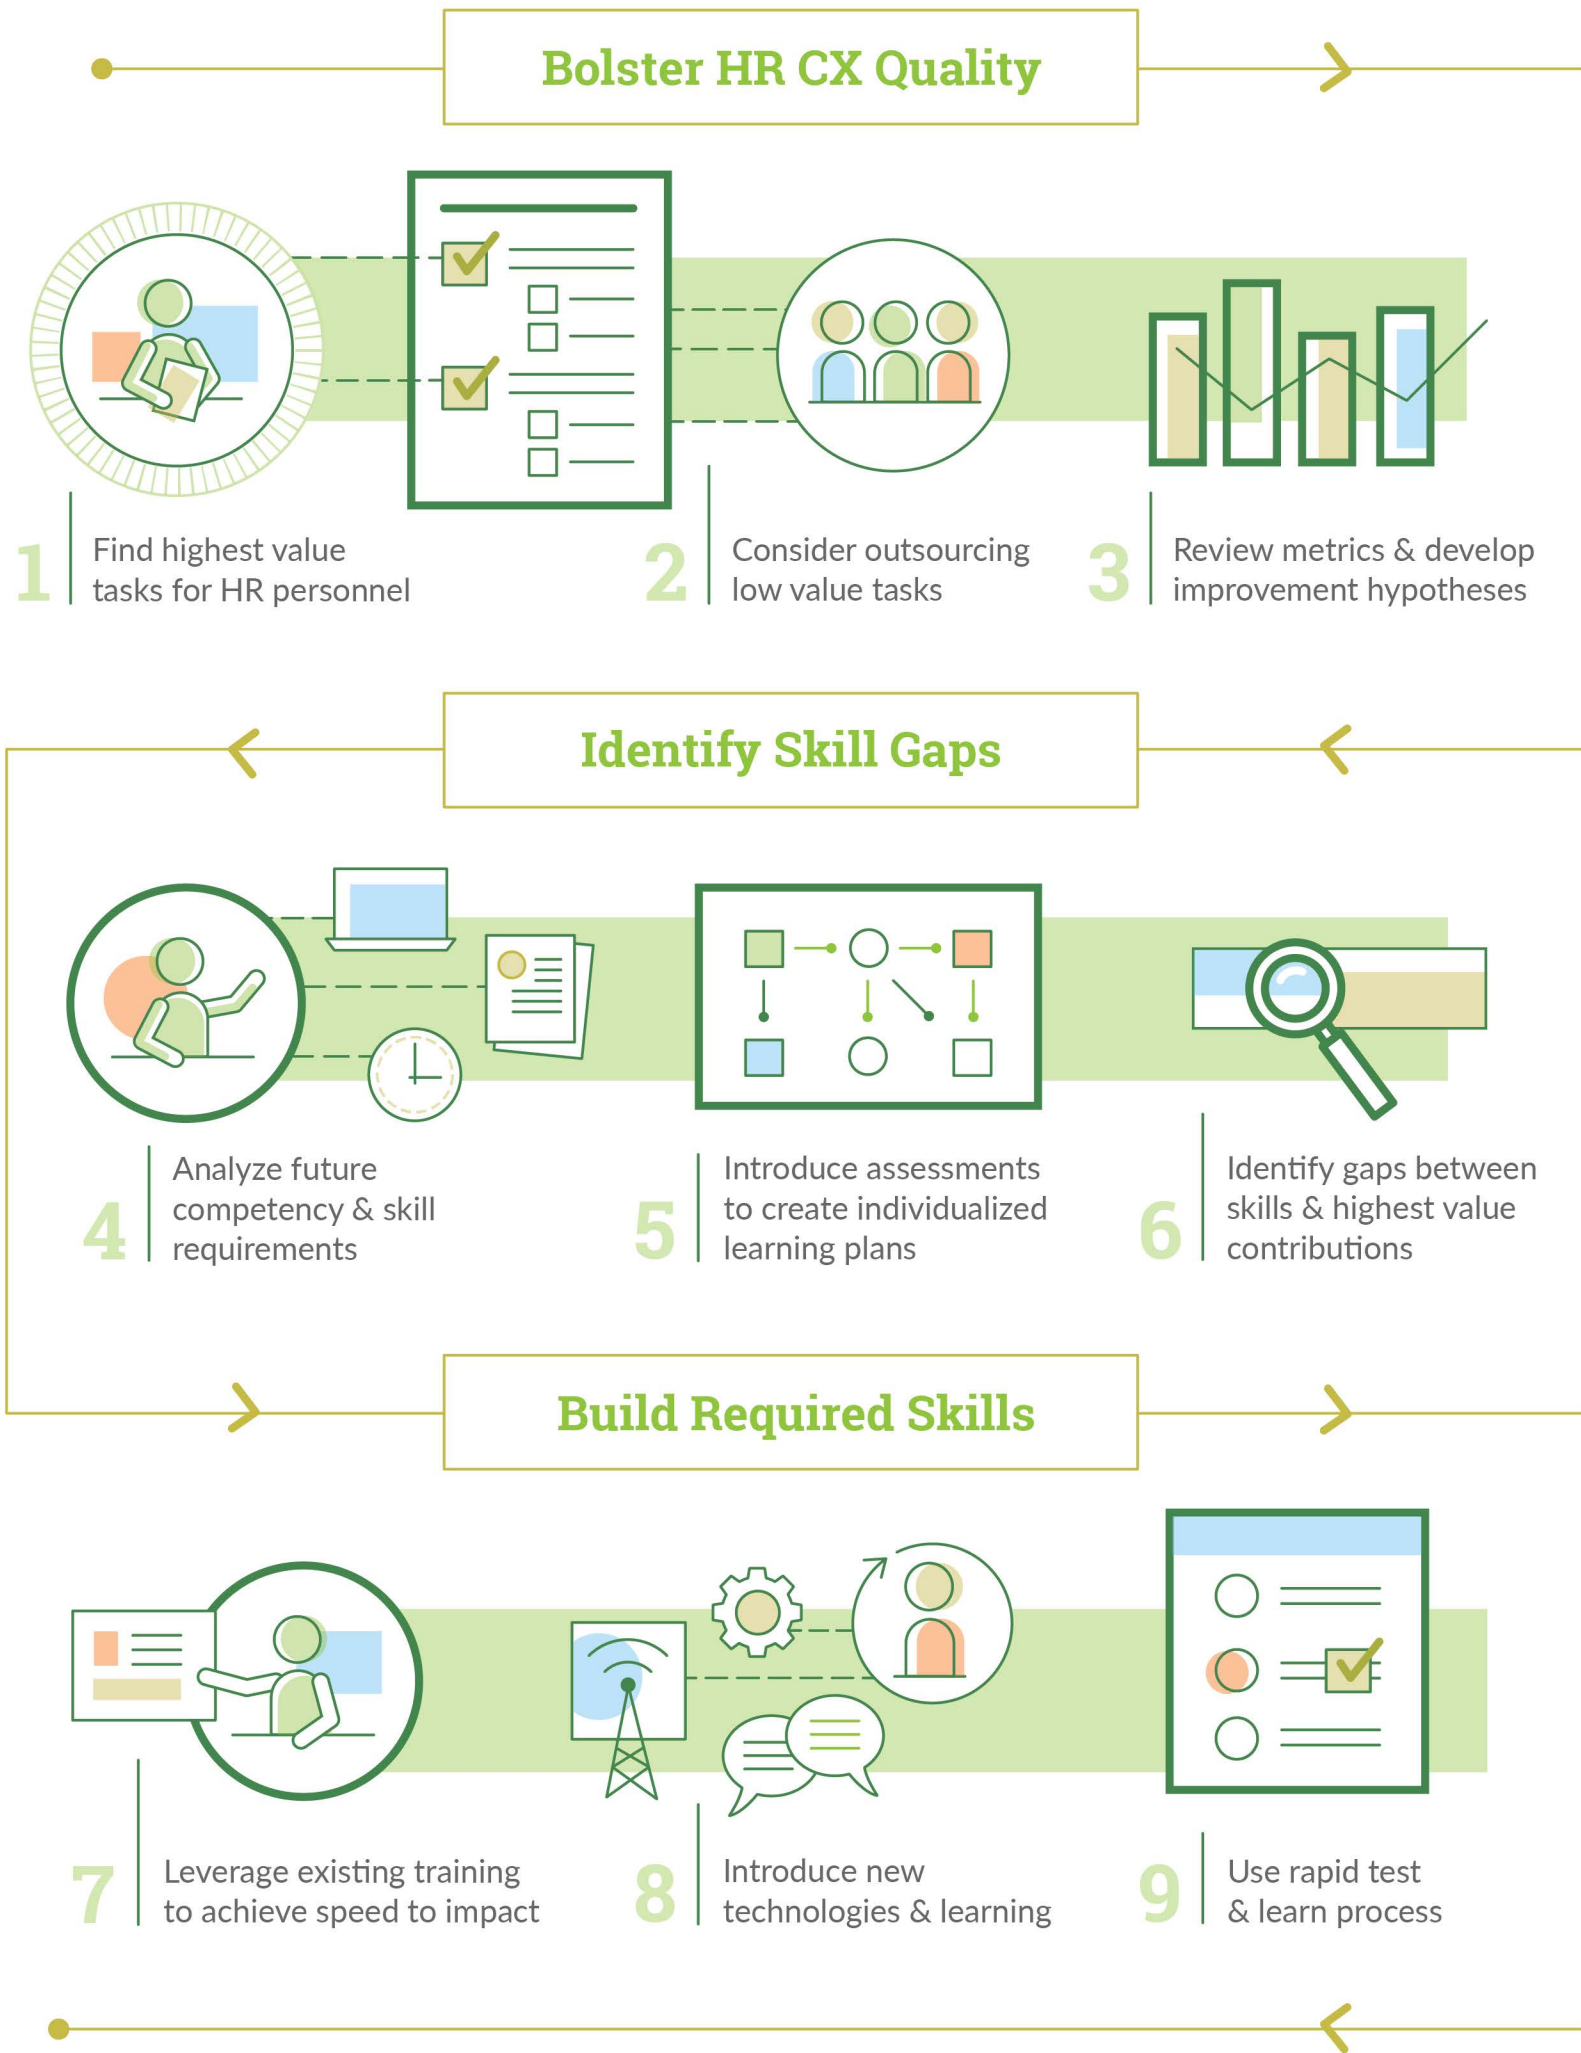 Bolster HR CX Quality
1
Find highest value
tasks for HR personnel
2
Consider outsourcing
low value tasks
3
Review metrics & develop
improvement hypotheses
Identify Skill Gaps
4
Analyze future
competency & skill
requirements
5
Introduce assessments
to create individualized
learning plans
6
Identify gaps between
skills & highest value
contributions
Build Required Skills
7
Leverage existing training
to achieve speed to impact
8
Introduce new
technologies & learning
9
Use rapid test
& learn process